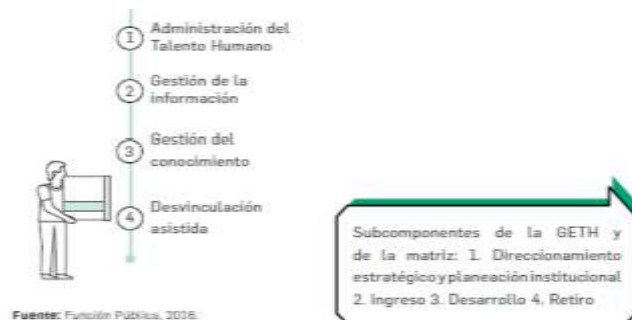 1 Administración del
Talento Humano
2 Gestión de la
información
3 Gestión del
conocimiento
4 Desvinculación
asistida
Fuente: Función Pública, 2016.
Subcomponentes de la GETH y
de la matriz: 1. Direccionamiento
estratégico y planeación institucional
2. Ingreso 3. Desarrollo 4. Retiro